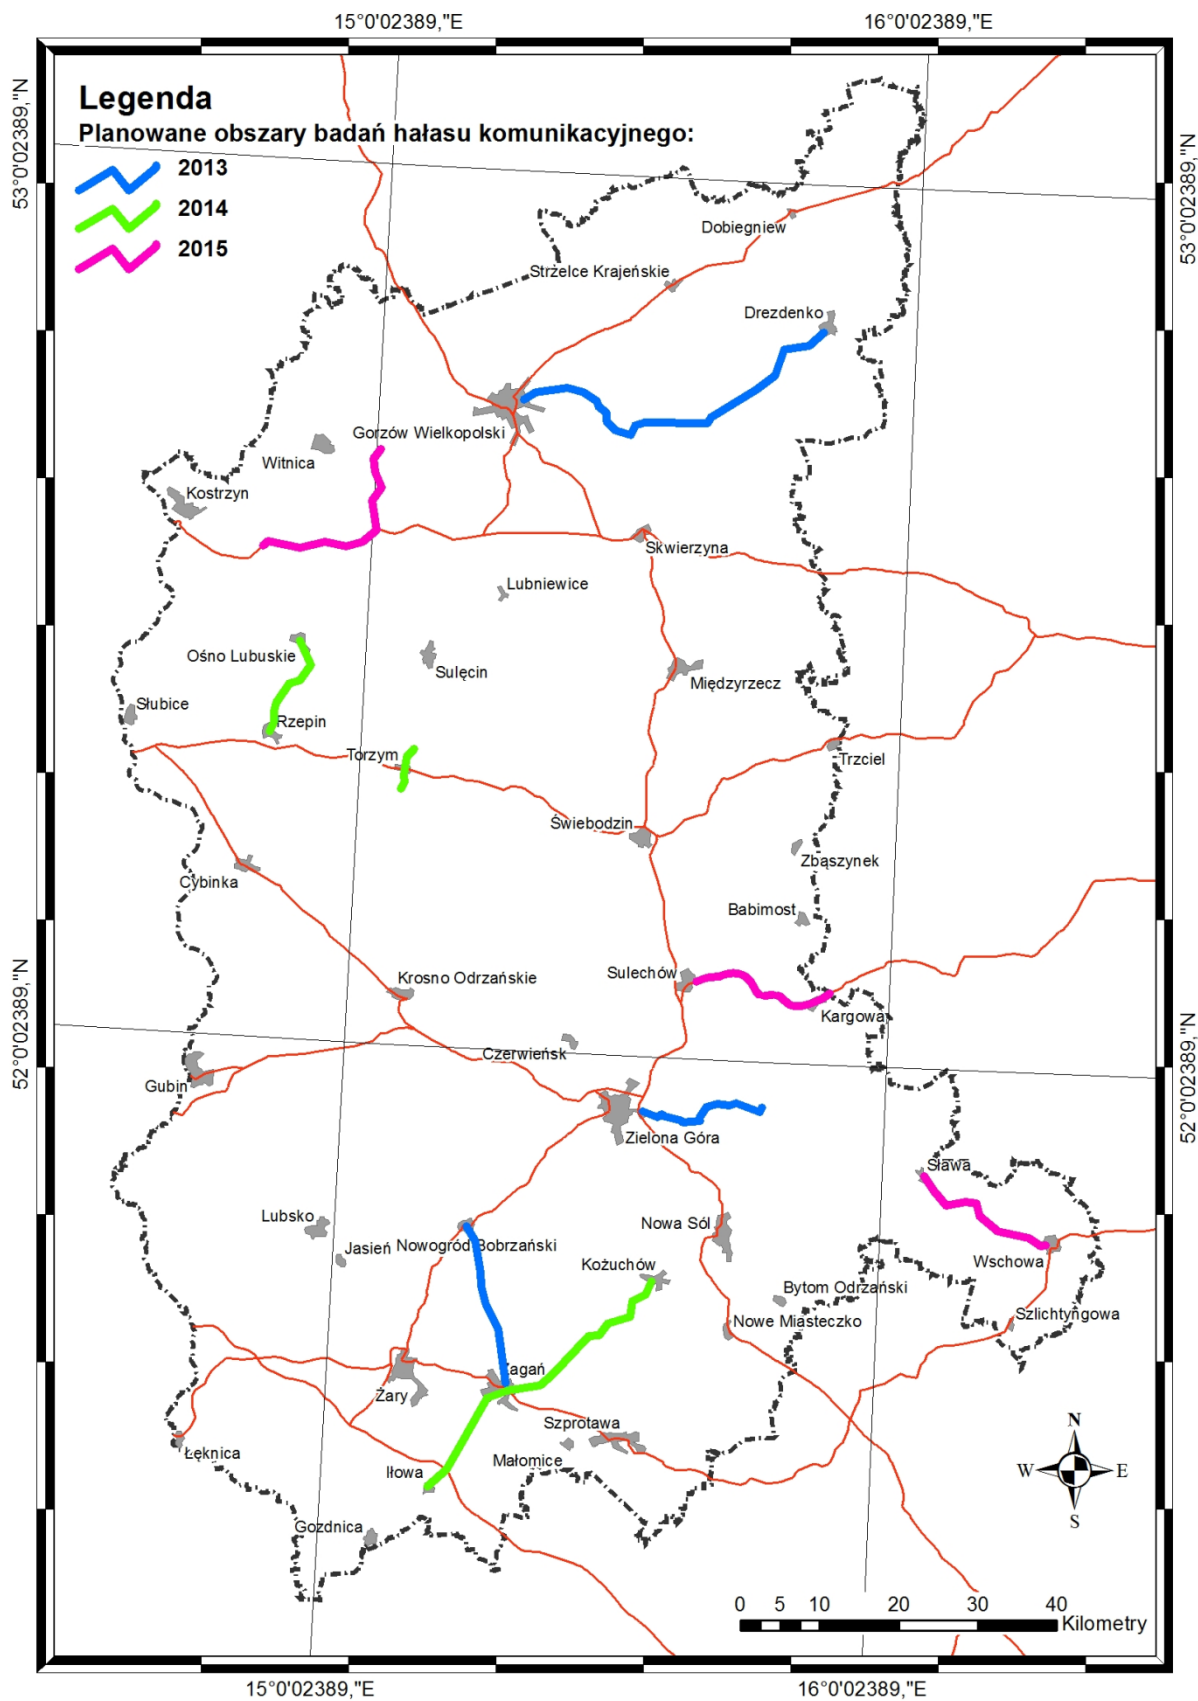 15°0'02389,"E
16°0'02389,"E
Legenda
Planowane obszary badań hałasu komunikacyjnego:
2013
2014
2015
53°0'02389,"N
53°0'02389,"N
Dobiegniew
Strzelce Krajeńskie
Drezdenko
Gorzów Wielkopolski
Witnica
Kostrzyn
Skwierzyna
Lubniewice
Ośno Lubuskie
Sulęcin
Międzyrzecz
Słubice
Rzepin
Torzym
Trzciel
Świebodzin
Zbąszynek
Cybinka
Babimost
Sulechów
Krosno Odrzańskie
Kargowa
52°0'02389,"N
52°0'02389,"N
Czerwieńsk
Gubin
Zielona Góra
Sława
Lubsko
Nowa Sól
Jasień
Nowogród Bobrzański
Kożuchów
Wschowa
Bytom Odrzański
Szlichtyngowa
Nowe Miasteczko
Żagań
Żary
Szprotawa
Łęknica
Małomice
Iłowa
Gozdnica
N
W
E
S
0 5 10 20 30 40
Kilometry
15°0'02389,"E
16°0'02389,"E